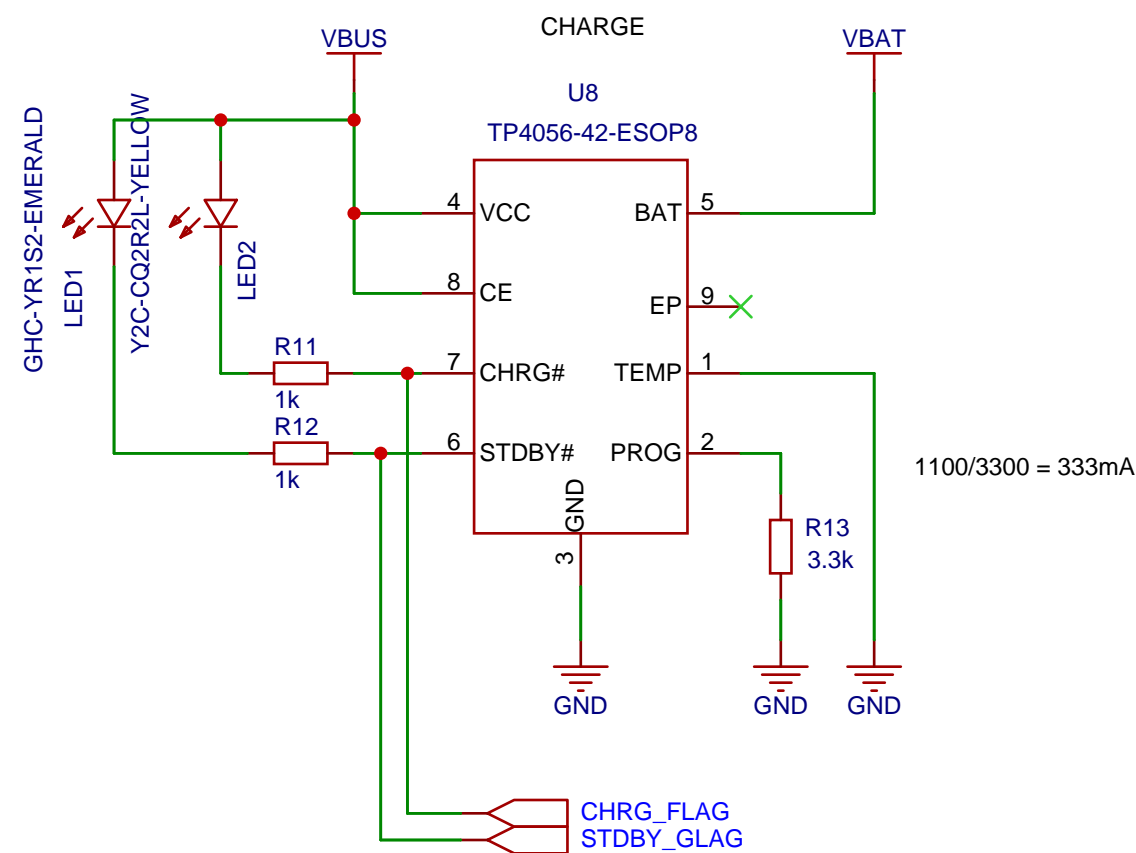 CHARGE
VBUS
VBAT
U8
TP4056-42-ESOP8
GHC-YR1S2-EMERALD
LED1
Y2C-CQ2R2L-YELLOW
LED2
4 VCC
BAT 5
8 CE
EP 9
R11
1k
7 CHRG#
TEMP 1
R12
1k
6 STDBY#
PROG 2
GND
3
1100/3300 = 333mA
R13
3.3k
GND
GND
GND
CHRG_FLAG
STDBY_GLAG